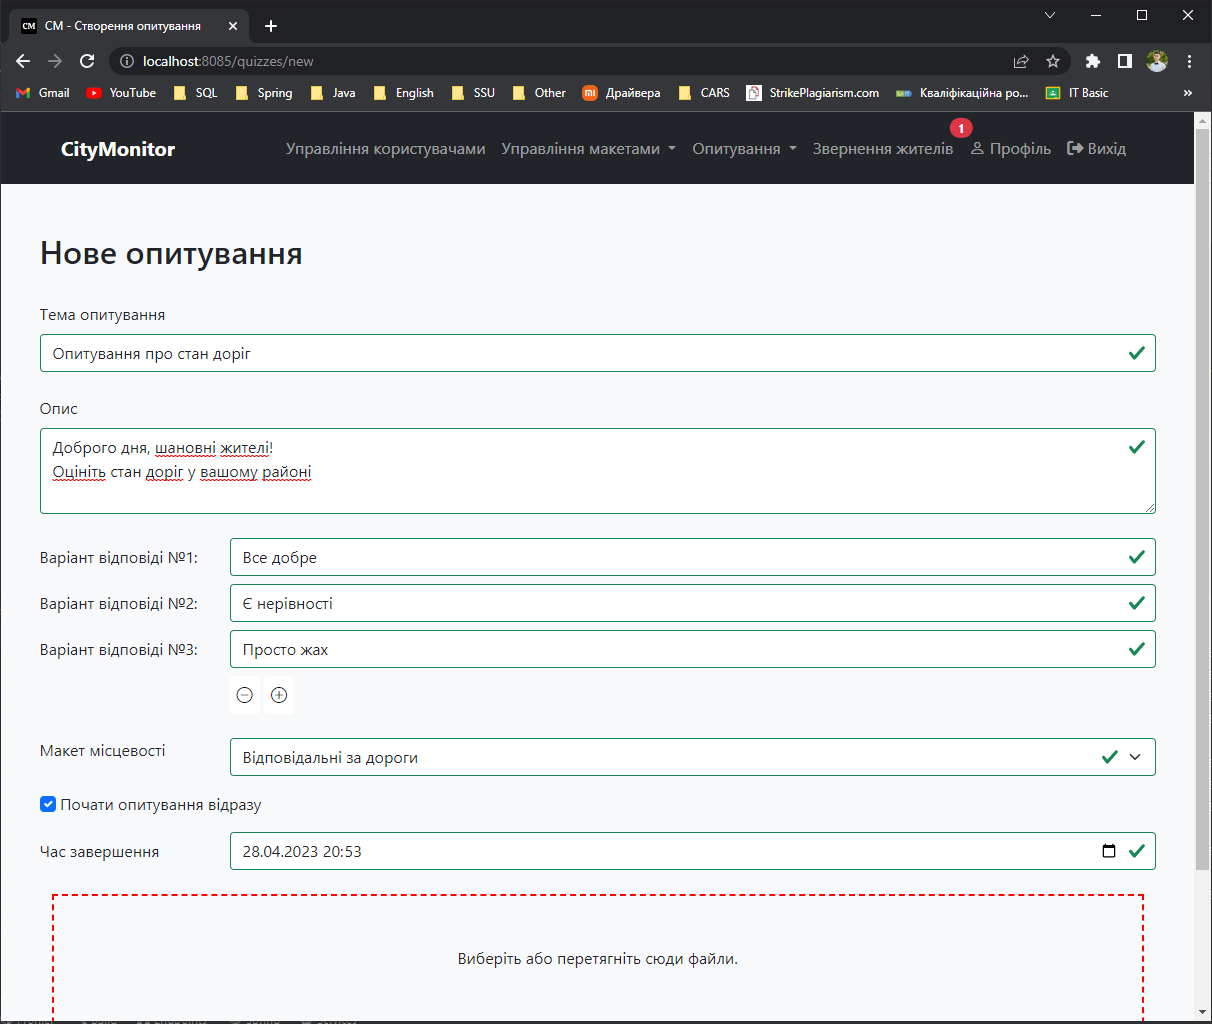 CM
CM - Створення опитування
localhost:8085/quizzes/new
Gmail
YouTube
SQL
Spring
Java
English
SSU
Other
mi
Драйвера
CARS
StrikePlagiarism.com
Кваліфікаційна ро...
IT Basic
»
CityMonitor
Управління користувачами
Управління макетами
Опитування
Звернення жителів
1
Профіль
Вихід
Нове опитування
Тема опитування
Опитування про стан доріг
Опис
Доброго дня, шановні жителі!
Оцініть стан доріг у вашому районі
Варіант відповіді №1:
Все добре
Варіант відповіді №2:
Є нерівності
Варіант відповіді №3:
Просто жах
Макет місцевості
Відповідальні за дороги
Почати опитування відразу
Час завершення
28.04.2023 20:53
Виберіть або перетягніть сюди файли.